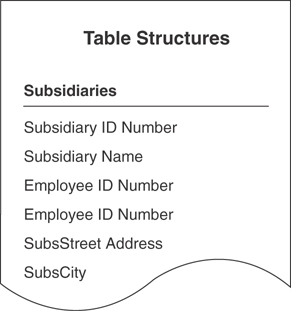 Table Structures
Subsidiaries
Subsidiary ID Number
Subsidiary Name
Employee ID Number
Employee ID Number
SubsStreet Address
SubsCity